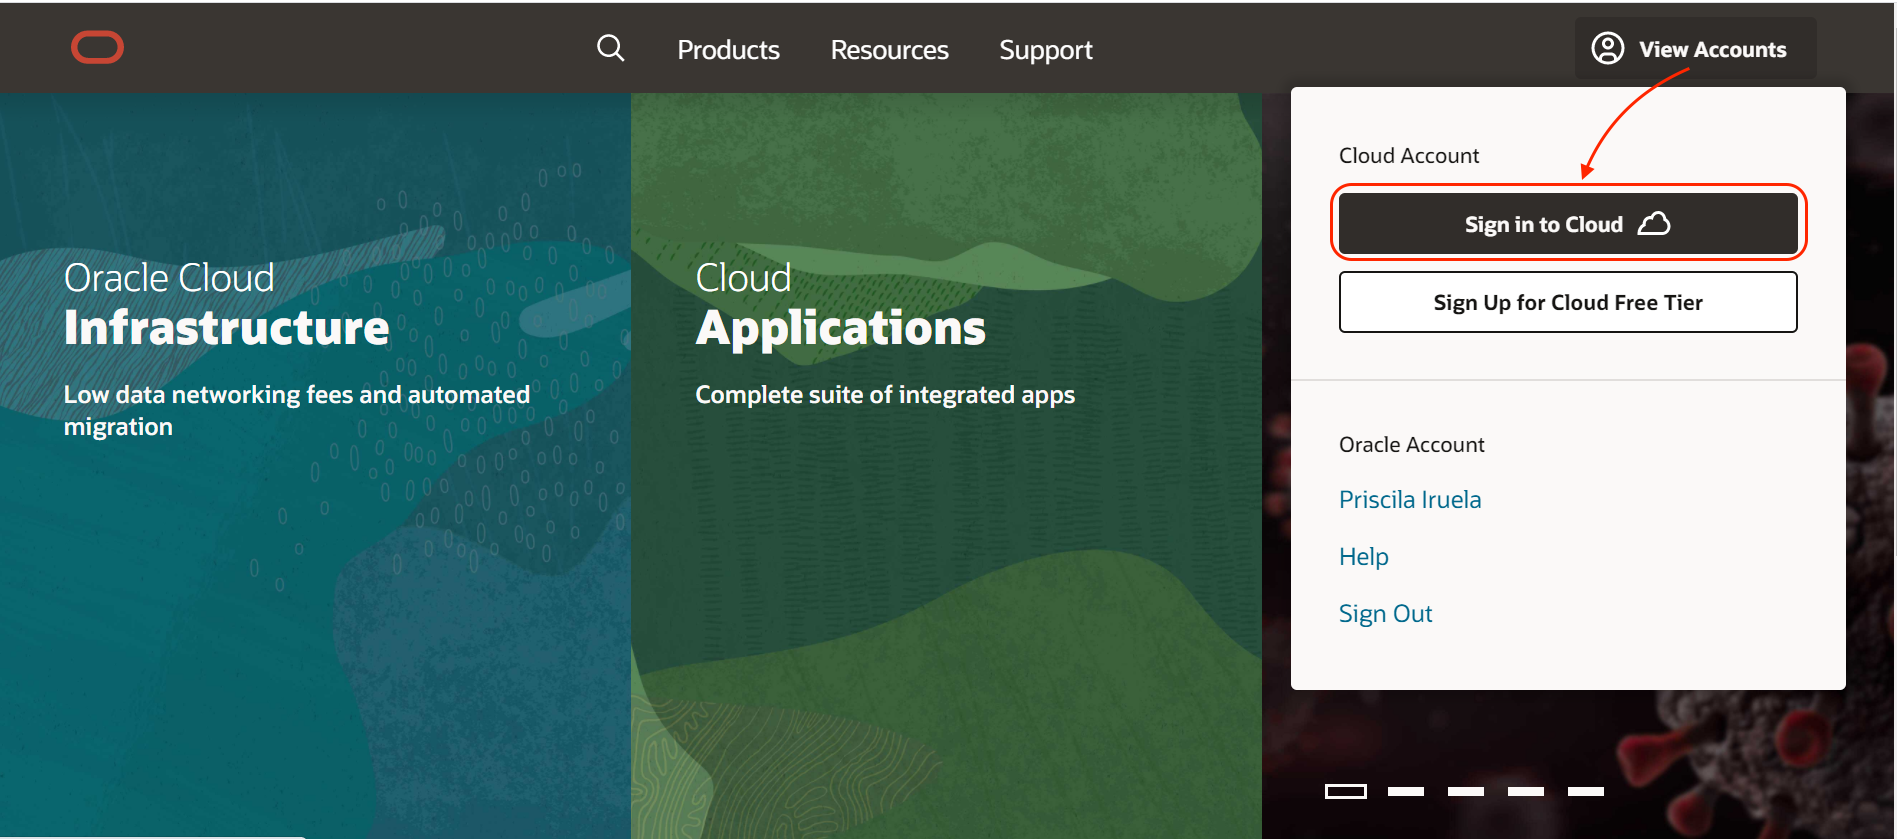 Products
Resources
Support
View Accounts
Oracle Cloud
Infrastructure
Low data networking fees and automated
migration
Cloud
Applications
Complete suite of integrated apps
Cloud Account
Sign in to Cloud
Sign Up for Cloud Free Tier
Oracle Account
Priscila Iruela
Help
Sign Out